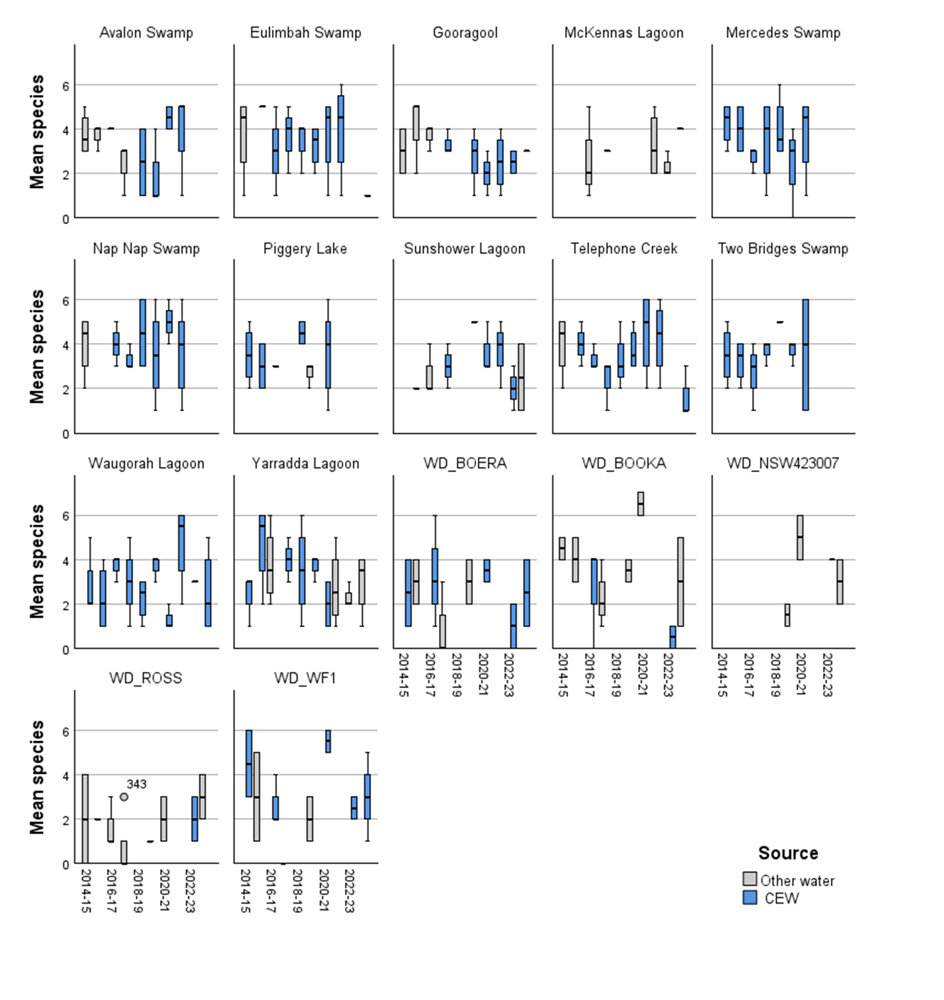 Avalon Swamp Eulimbah Swamp Gooragool McKennas Lagoon Mercedes Swamp
Mean species
6
4
2
0
Nap Nap Swamp Piggery Lake Sunshower Lagoon Telephone Creek Two Bridges Swamp
Mean species
6
4
2
0
Waugorah Lagoon Yarradda Lagoon WD_BOERA WD_BOOKA WD_NSW423007
Mean species
6
4
2
0
2014-15 2016-17 2018-19 2020-21 2022-23 2014-15 2016-17 2018-19 2020-21 2022-23 2014-15 2016-17 2018-19 2020-21 2022-23
WD_ROSS WD_WF1
Mean species
6
4
2
0
343
2014-15 2016-17 2018-19 2020-21 2022-23 2014-15 2016-17 2018-19 2020-21 2022-23
Source
Other water
CEW